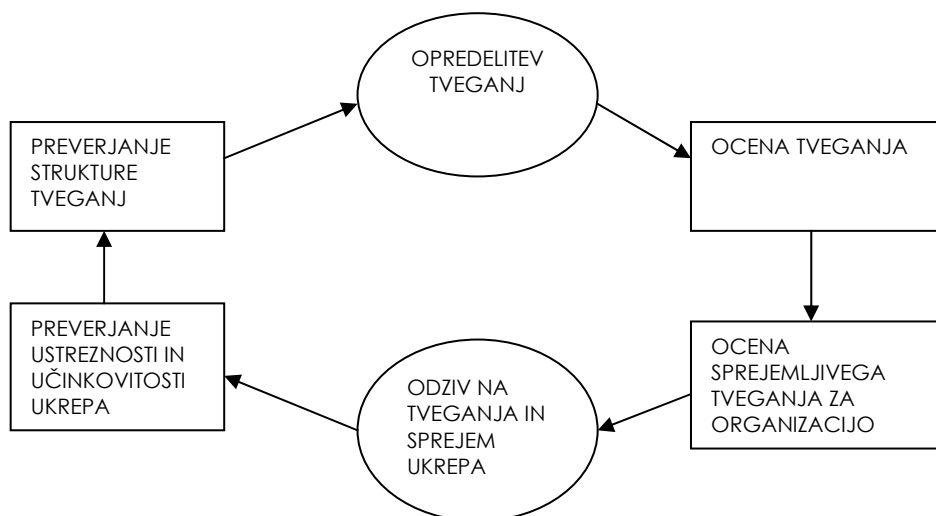 OPREDELITEV
TVEGANJ
OCENA TVEGANJA
OCENA
SPREJEMLJIVEGA
TVEGANJA ZA
ORGANIZACIJO
ODZIV NA
TVEGANJA IN
SPREJEM
UKREPA
PREVERJANJE
USTREZNOSTI IN
UČINKOVITOSTI
UKREPA
PREVERJANJE
STRUKTURE
TVEGANJ